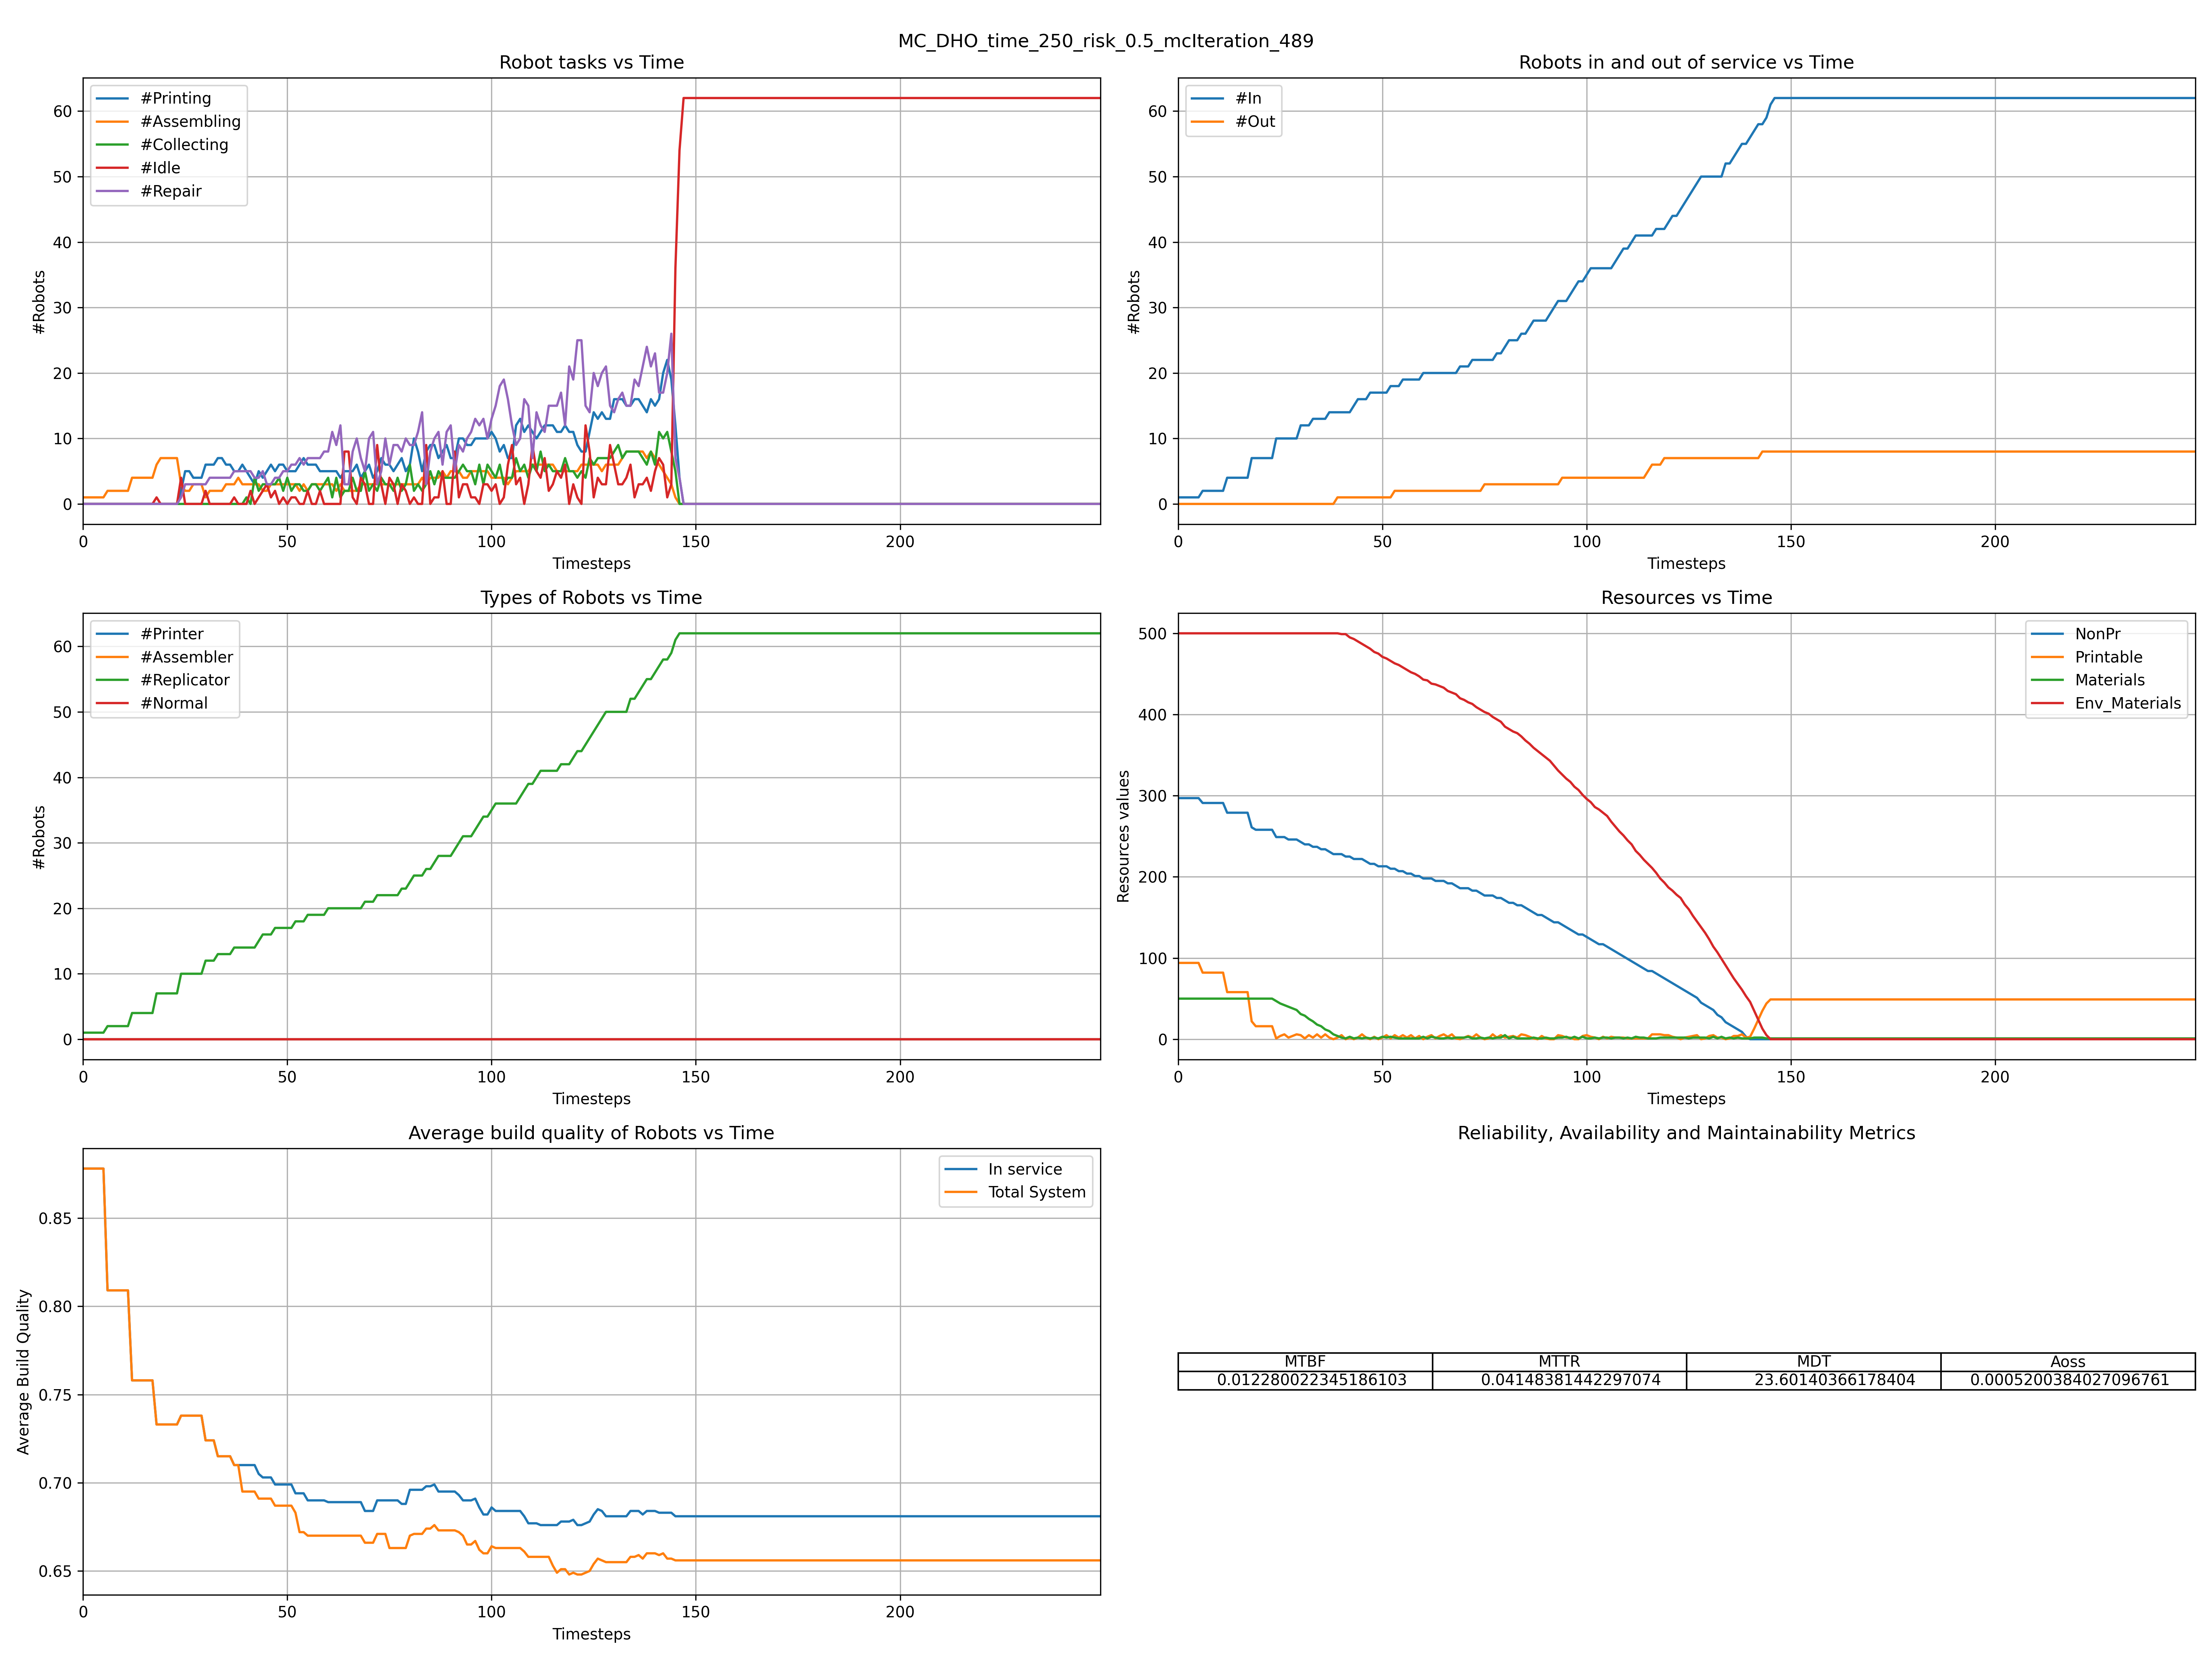 MC_DHO_time_250_risk_0.5_mcIteration_489
Robot tasks vs Time
#Printing
#Assembling
#Collecting
#Idle
#Repair
60
50
40
30
20
10
0
#Robots
0 50 100 150 200
Timesteps
Robots in and out of service vs Time
#In
#Out
60
50
40
30
20
10
0
#Robots
0 50 100 150 200
Timesteps
Types of Robots vs Time
#Printer
#Assembler
#Replicator
#Normal
60
50
40
30
20
10
0
#Robots
0 50 100 150 200
Timesteps
Resources vs Time
NonPr
Printable
Materials
Env_Materials
500
400
300
200
100
0
Resources values
0 50 100 150 200
Timesteps
Average build quality of Robots vs Time
In service
Total System
0.85
0.80
0.75
0.70
0.65
Average Build Quality
0 50 100 150 200
Timesteps
Reliability, Availability and Maintainability Metrics
MTBF MTTR MDT Aoss
0.012280022345186103 0.04148381442297074 23.60140366178404 0.0005200384027096761